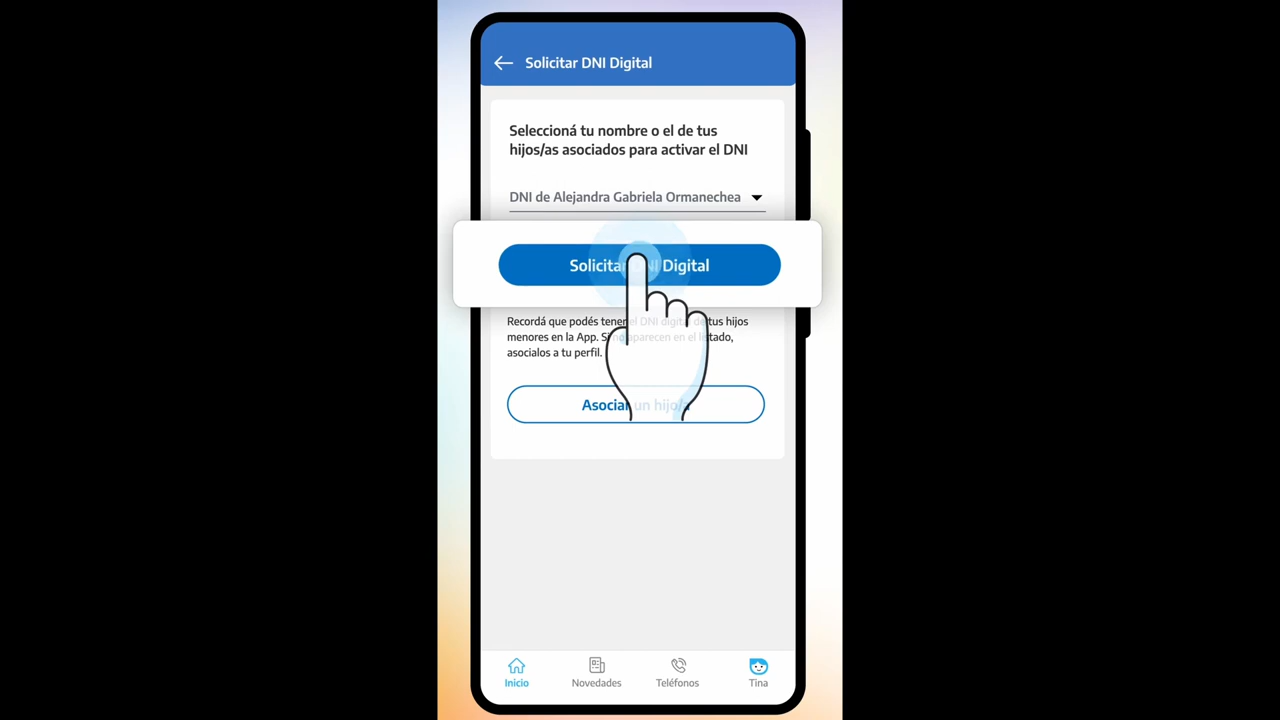 Solicitar DNI Digital
Seleccioná tu nombre o el de tus
hijos/as asociados para activar el DNI
DNI de Alejandra Gabriela Ormanechea
Solicitar DNI Digital
Recordá que podés tener el DNI digital de tus hijos
menores en la App. Si no aparecen en el listado,
asocialos a tu perfil.
Asociar un hijo/a
Inicio
Novedades
Teléfonos
Tina